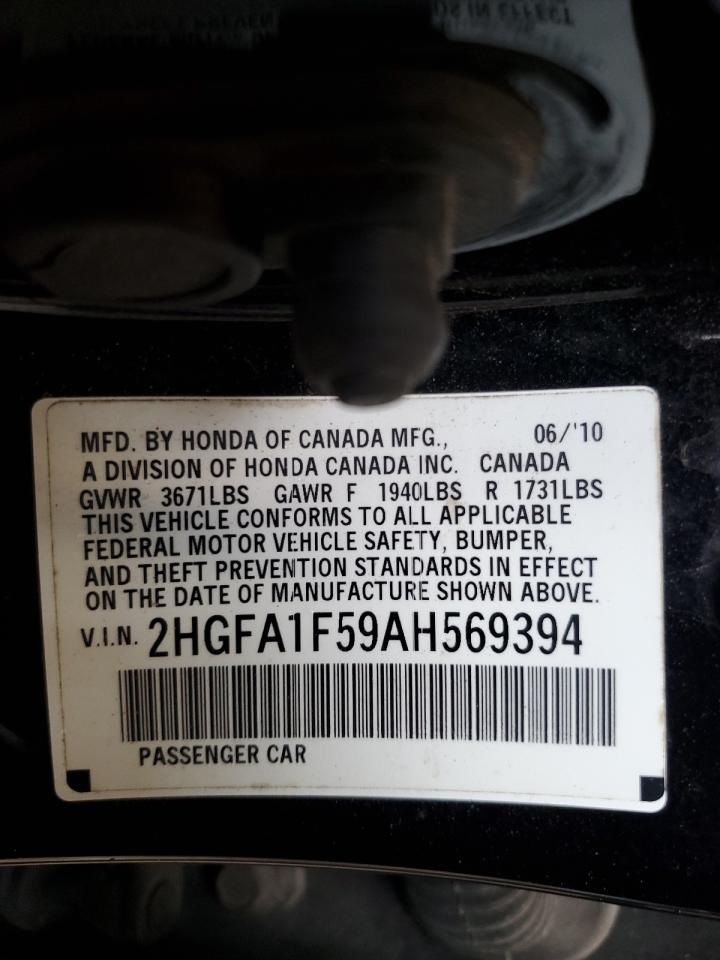 MFD. BY HONDA OF CANADA MFG., 06/'10
A DIVISION OF HONDA CANADA INC. CANADA
GVWR 3671LBS GAWR F 1940LBS R 1731LBS
THIS VEHICLE CONFORMS TO ALL APPLICABLE
FEDERAL MOTOR VEHICLE SAFETY, BUMPER,
AND THEFT PREVENTION STANDARDS IN EFFECT
ON THE DATE OF MANUFACTURE SHOWN ABOVE.
V.I.N. 2HGFA1F59AH569394
PASSENGER CAR